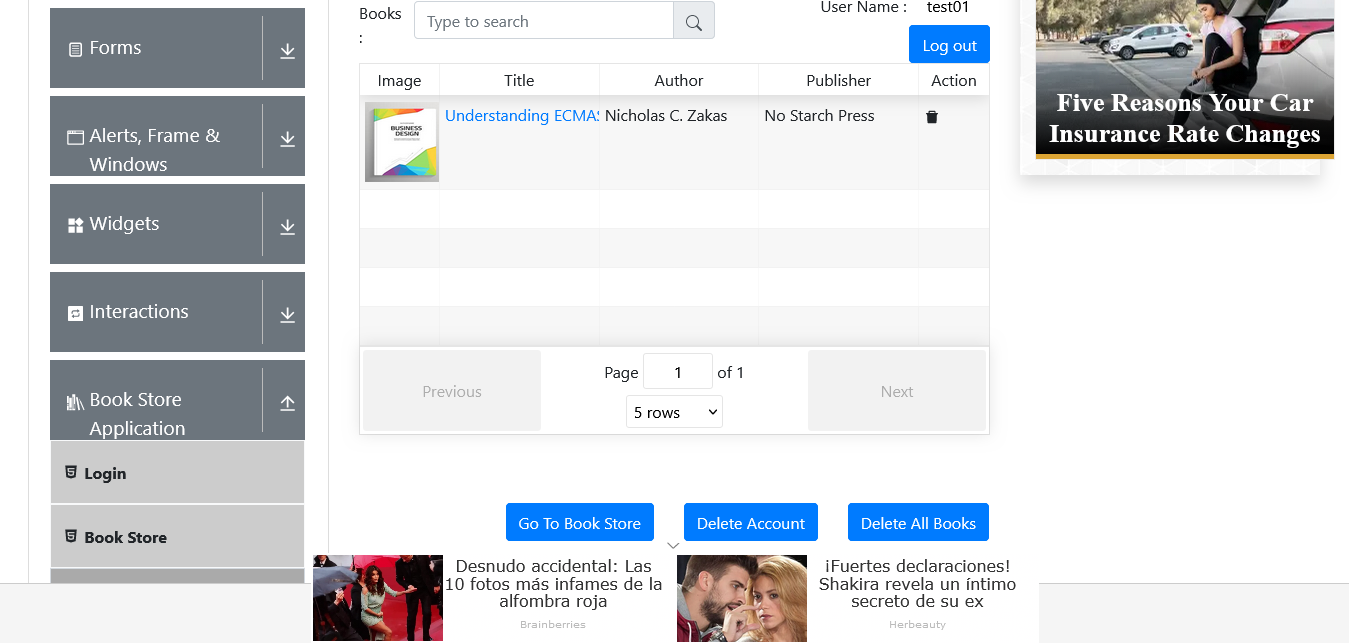 Forms
Alerts, Frame &
Windows
Widgets
Interactions
Book Store
Application
Login
Book Store
Books
:
Type to search
User Name :
test01
Log out
Image
Title
Author
Publisher
Action
BUSINESS
DESIGN
Understanding ECMAS
Nicholas C. Zakas
No Starch Press
Previous
Page 1 of 1
5 rows
Next
Go To Book Store
Delete Account
Delete All Books
Desnudo accidental: Las
10 fotos más infames de la
alfombra roja
Brainberries
¡Fuertes declaraciones!
Shakira revela un íntimo
secreto de su ex
Herbeauty
Five Reasons Your Car
Insurance Rate Changes